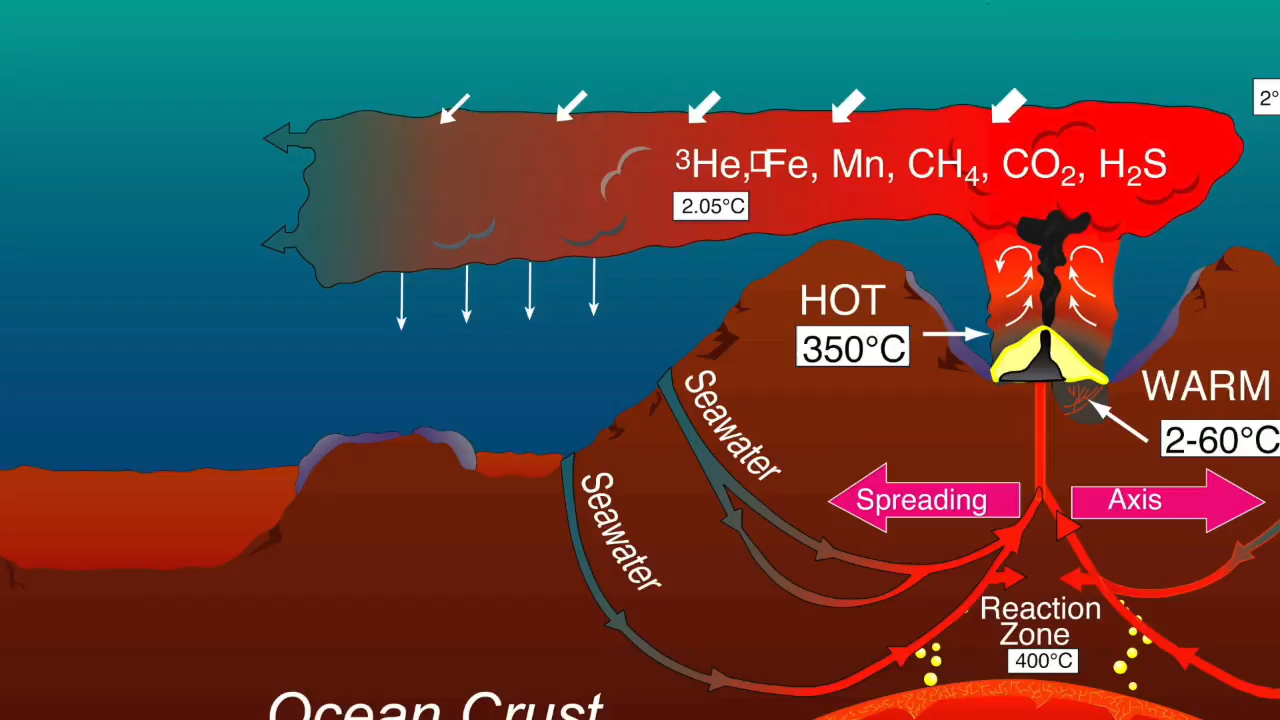 2°
³He, Fe, Mn, CH₄, CO₂, H₂S
2.05°C
HOT
350°C
WARM
2-60°C
Seawater
Seawater
Spreading
Axis
Reaction
Zone
400°C
Ocean Crust